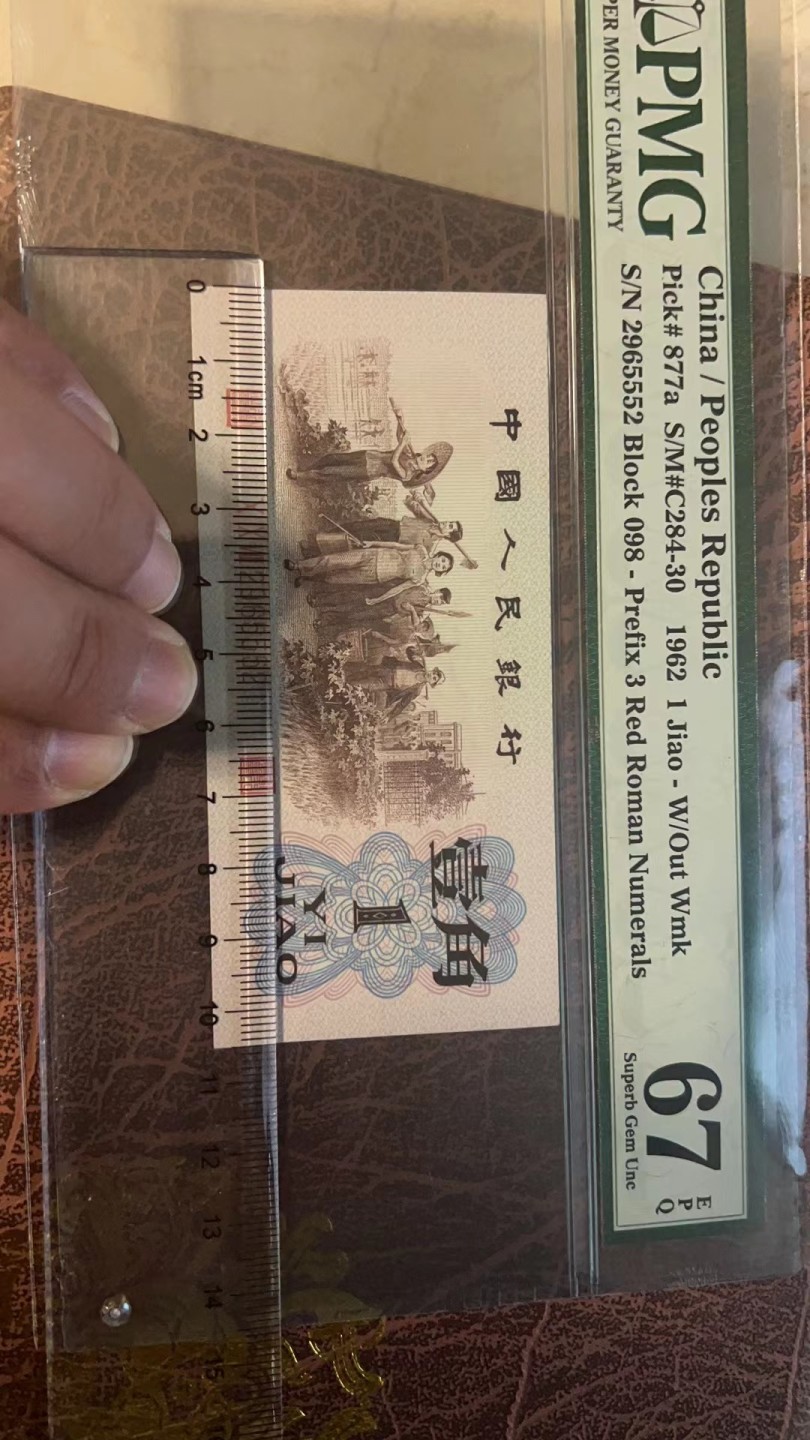 PMG
PER MONEY GUARANTY
China / Peoples Republic
Pick# 877a S/M#C284-30 1962 1 Jiao - W/Out Wmk
S/N 2965552 Block 098 - Prefix 3 Red Roman Numerals
67
EPQ
Superb Gem Unc
中國人民銀行
壹角
1
YI
JIAO
0 1cm 2 3 4 5 6 7 8 9 10 11 12 13 14 15